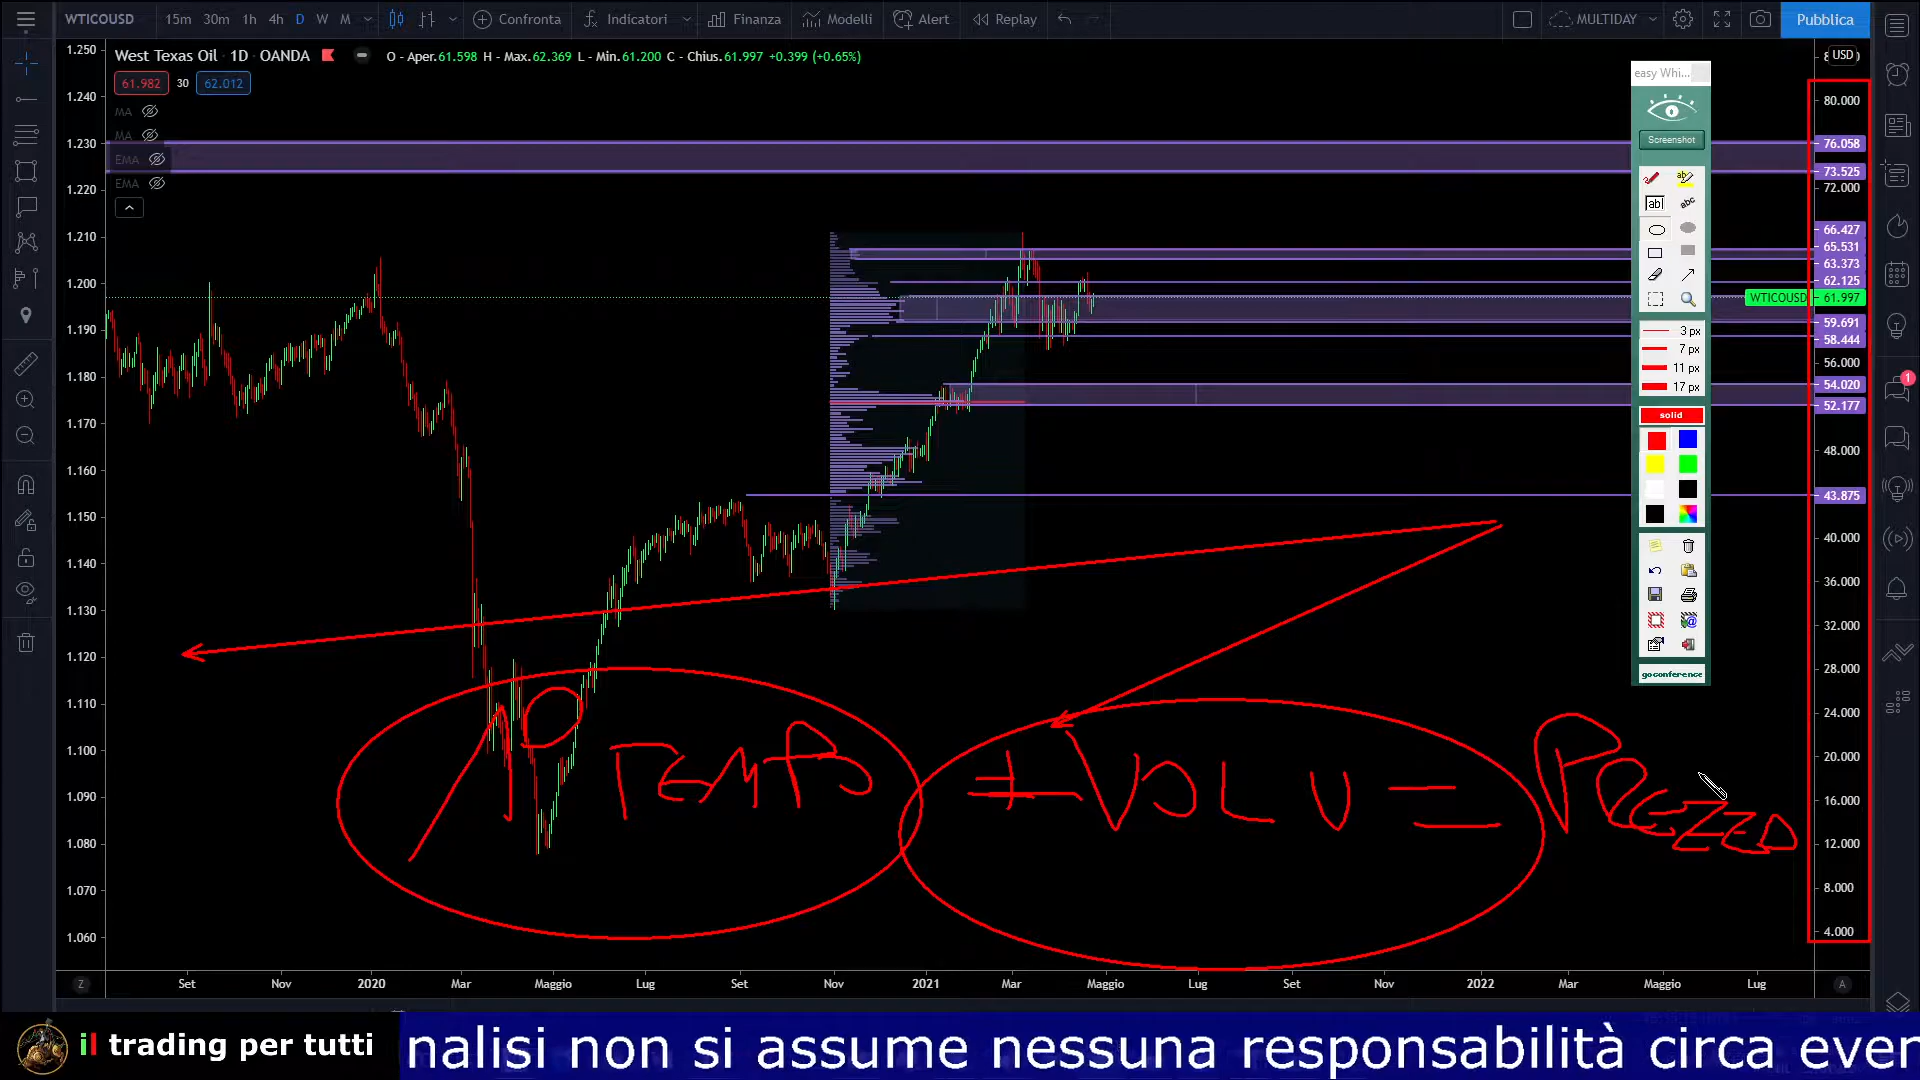 WTICOUSD 15m 30m 1h 4h D W M Confronta Indicatori Finanza Modelli Alert Replay MULTIDAY Pubblica
West Texas Oil 1D OANDA O - Aper.61.598 H - Max.62.369 L - Min.61.200 C - Chius.61.997 +0.399 (+0.65%)
61.982 30 62.012
MA
MA
EMA
EMA
1.250
1.240
1.230
1.220
1.210
1.200
1.190
1.180
1.170
1.160
1.150
1.140
1.130
1.120
1.110
1.100
1.090
1.080
1.070
1.060
easy Whi...
Screenshot
ab
abc
3 px
7 px
11 px
17 px
solid
goconference
USD
80.000
76.058
73.525
72.000
66.427
65.531
63.373
62.125
WTICOUSD 61.997
59.691
58.444
56.000
54.020
52.177
48.000
43.875
40.000
36.000
32.000
28.000
24.000
20.000
16.000
12.000
8.000
4.000
1
TEMPO + VOLU = PREZZO
Z Set Nov 2020 Mar Maggio Lug Set Nov 2021 Mar Maggio Lug Set Nov 2022 Mar Maggio Lug A
il trading per tutti nalisi non si assume nessuna responsabilità circa even